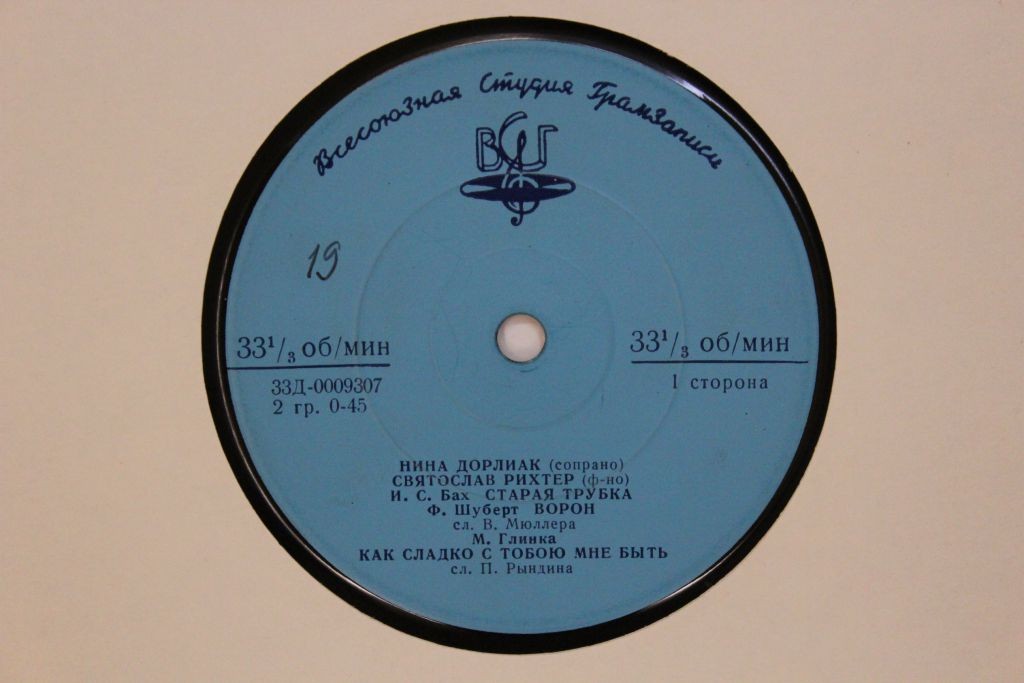 Всесоюзная Студия Грамзаписи
ВСГ
19
33¹/₃ об/мин
33Д-0009307
2 гр. 0-45
33¹/₃ об/мин
1 сторона
НИНА ДОРЛИАК (сопрано)
СВЯТОСЛАВ РИХТЕР (ф-но)
И. С. Бах СТАРАЯ ТРУБКА
Ф. Шуберт ВОРОН
сл. В. Мюллера
М. Глинка
КАК СЛАДКО С ТОБОЮ МНЕ БЫТЬ
сл. П. Рындина